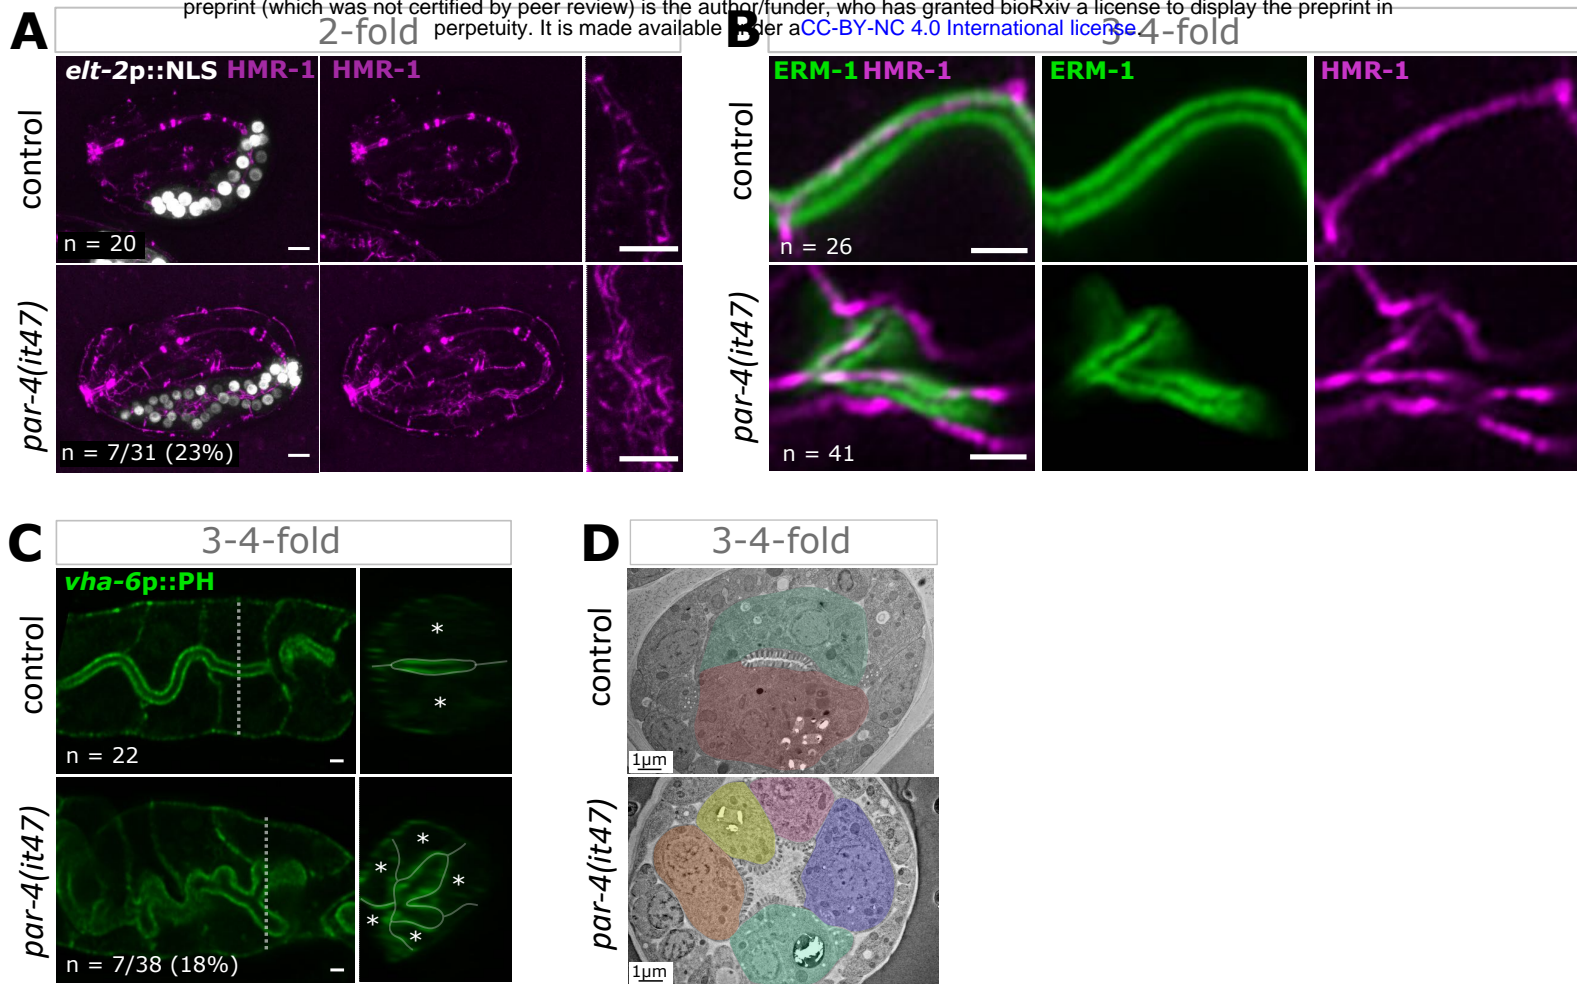 preprint (which was not certified by peer review) is the author/funder, who has granted bioRxiv a license to display the preprint in
perpetuity. It is made available under aCC-BY-NC 4.0 International license.
A
2-fold
B
3-4-fold
elt-2p::NLS HMR-1
HMR-1
ERM-1 HMR-1
ERM-1
HMR-1
control
n = 20
control
n = 26
par-4(it47)
n = 7/31 (23%)
par-4(it47)
n = 41
C
3-4-fold
D
3-4-fold
vha-6p::PH
control
n = 22
*
*
control
1µm
par-4(it47)
n = 7/38 (18%)
*
*
*
*
*
par-4(it47)
1µm